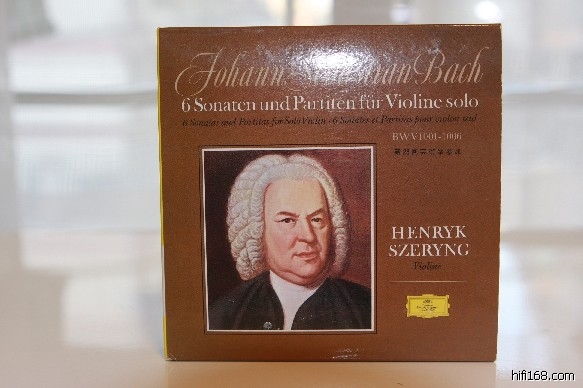 Johann Sebastian Bach
6 Sonaten und Partiten für Violine solo
6 Sonatas and Partitas for Solo Violin · 6 Sonates et Partitas pour violon seul
BWV 1001-1006
HENRYK
SZERYNG
Violine
hifi168.com